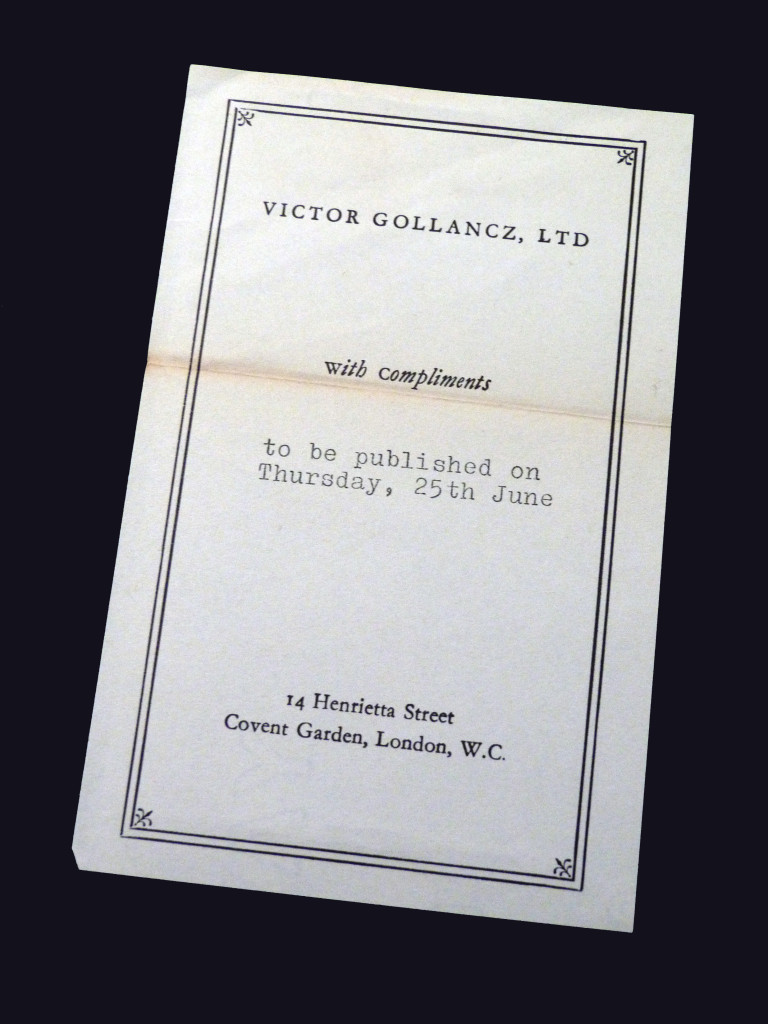 VICTOR GOLLANCZ, LTD
with compliments
to be published on
Thursday, 25th June
14 Henrietta Street
Covent Garden, London, W.C.